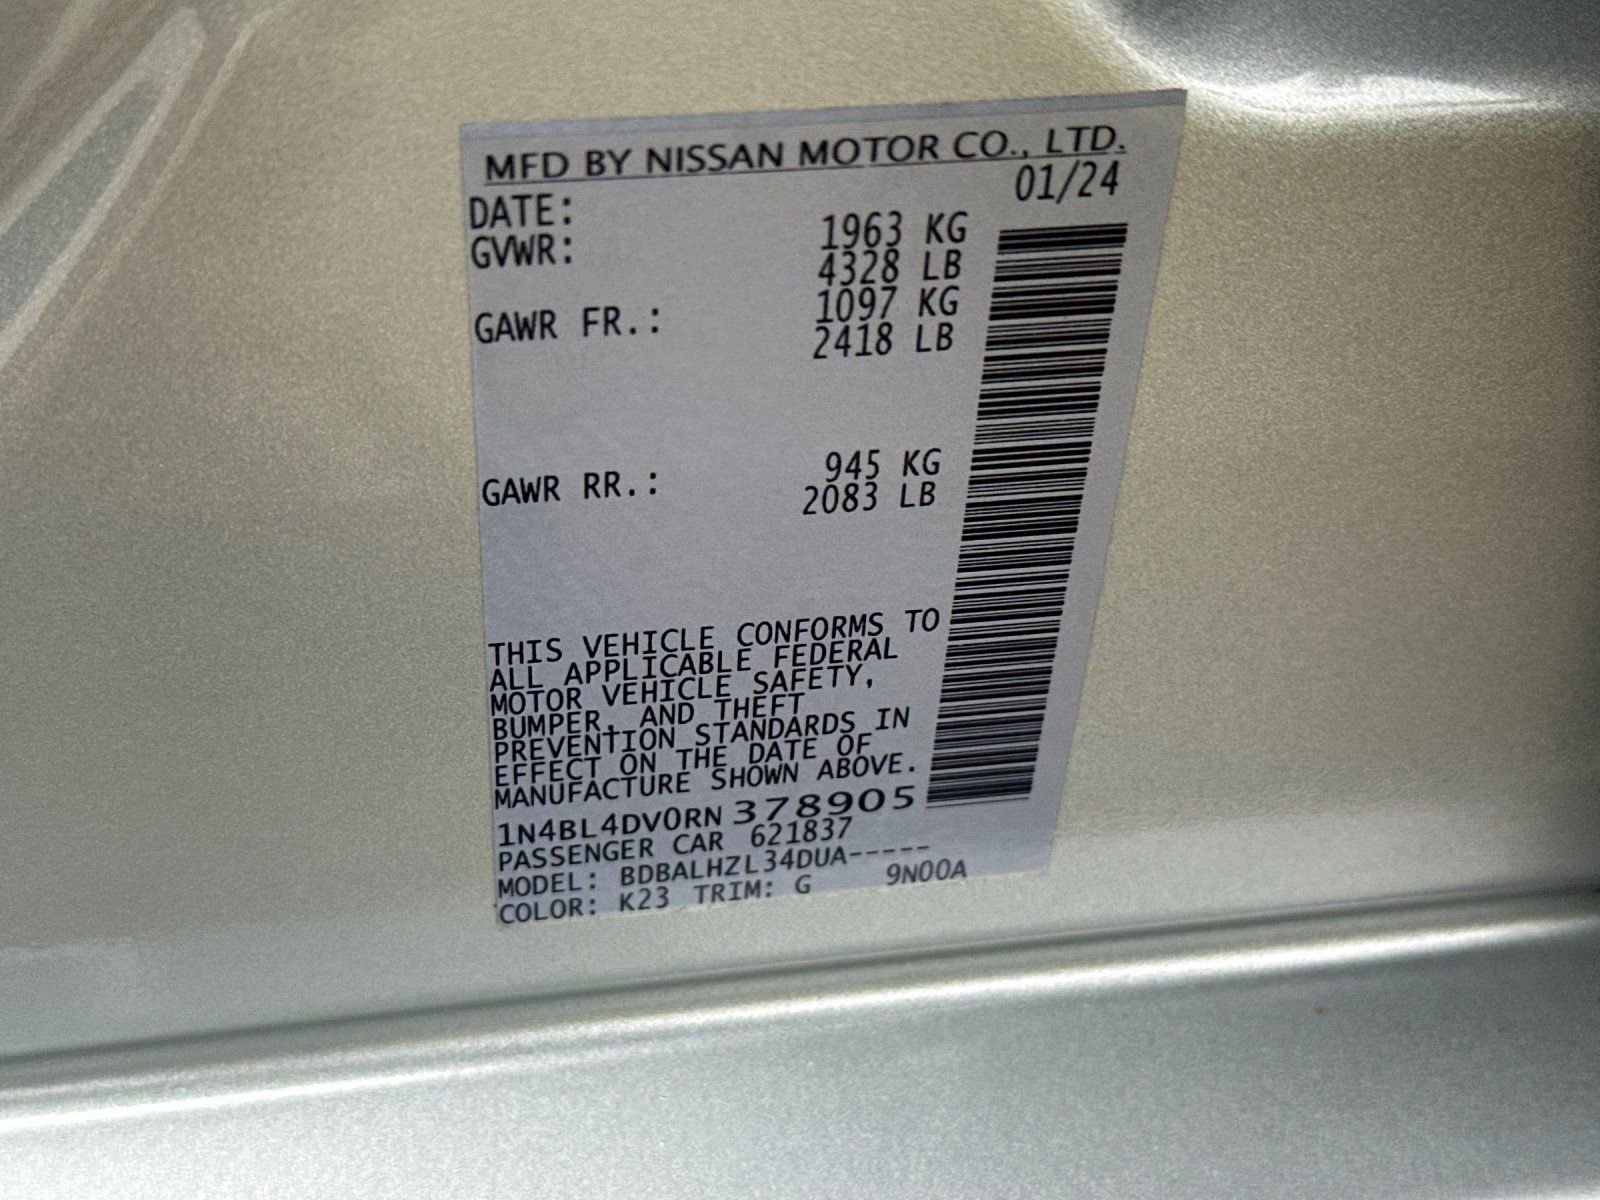 MFD BY NISSAN MOTOR CO., LTD.
DATE: 01/24
GVWR: 1963 KG
4328 LB
GAWR FR.: 1097 KG
2418 LB
GAWR RR.: 945 KG
2083 LB
THIS VEHICLE CONFORMS TO
ALL APPLICABLE FEDERAL
MOTOR VEHICLE SAFETY,
BUMPER, AND THEFT
PREVENTION STANDARDS IN
EFFECT ON THE DATE OF
MANUFACTURE SHOWN ABOVE.
1N4BL4DV0RN378905
PASSENGER CAR 621837
MODEL: BDBALHZL34DUA-----
COLOR: K23 TRIM: G 9N00A